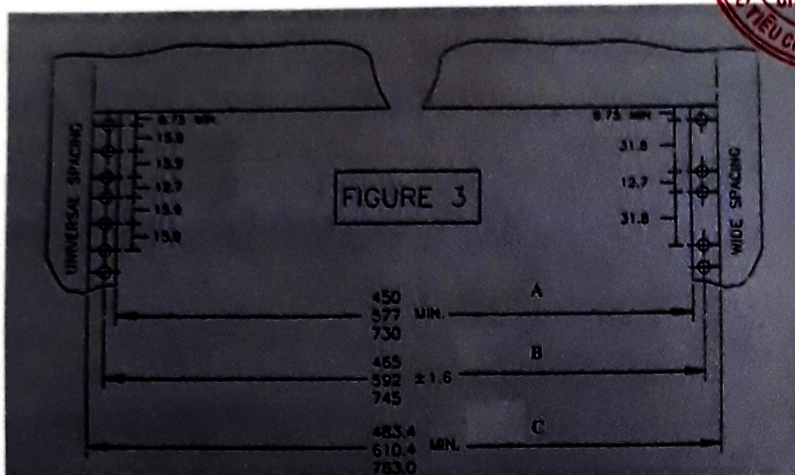 TIÊU C
UNIVERSAL SPACING
6.75 MIN.
15.9
15.9
12.7
15.9
15.9
FIGURE 3
6.75 MIN
31.8
12.7
31.8
WIDE SPACING
450
577 MIN.
730
A
465
592 ±1.6
745
B
483.4
610.4 MIN.
763.0
C